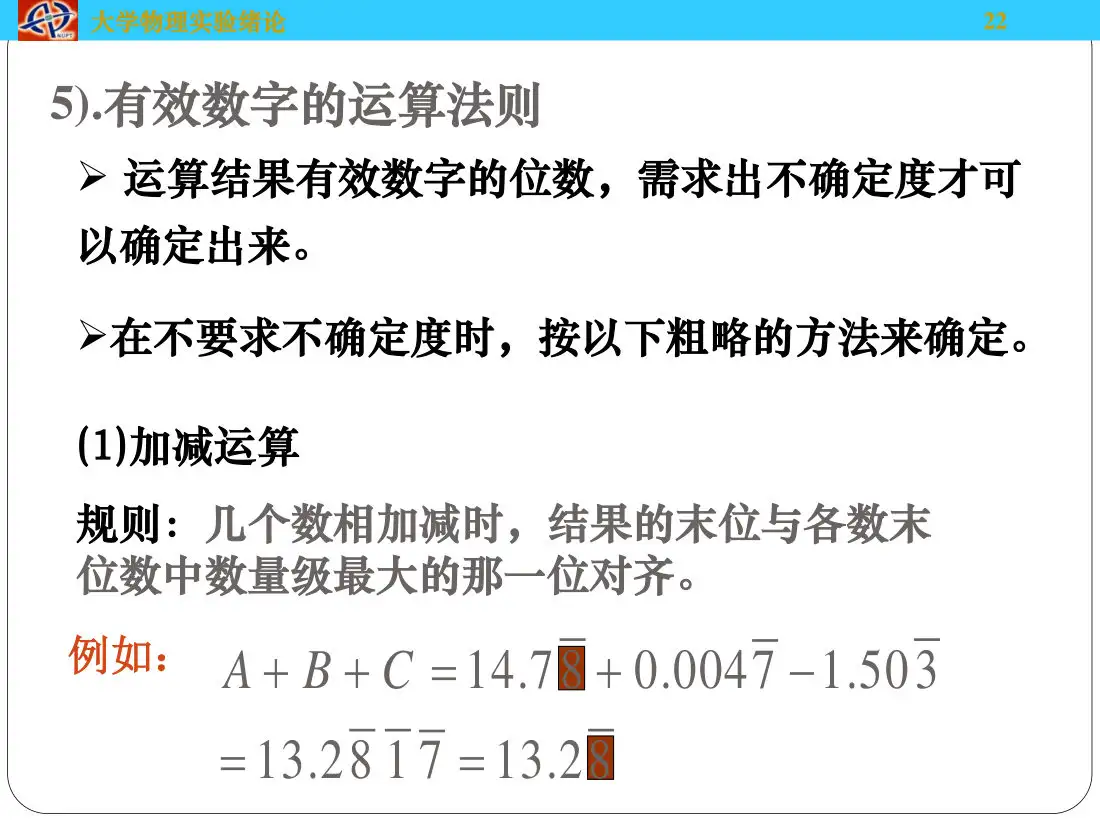 大学物理实验绪论 22
NUPT
5).有效数字的运算法则
➢ 运算结果有效数字的位数，需求出不确定度才可
以确定出来。
➢在不要求不确定度时，按以下粗略的方法来确定。
(1)加减运算
规则：几个数相加减时，结果的末位与各数末
位数中数量级最大的那一位对齐。
例如： A + B + C = 14.78̅ + 0.0047̅ − 1.503̅
= 13.28̅1̅7̅ = 13.28̅